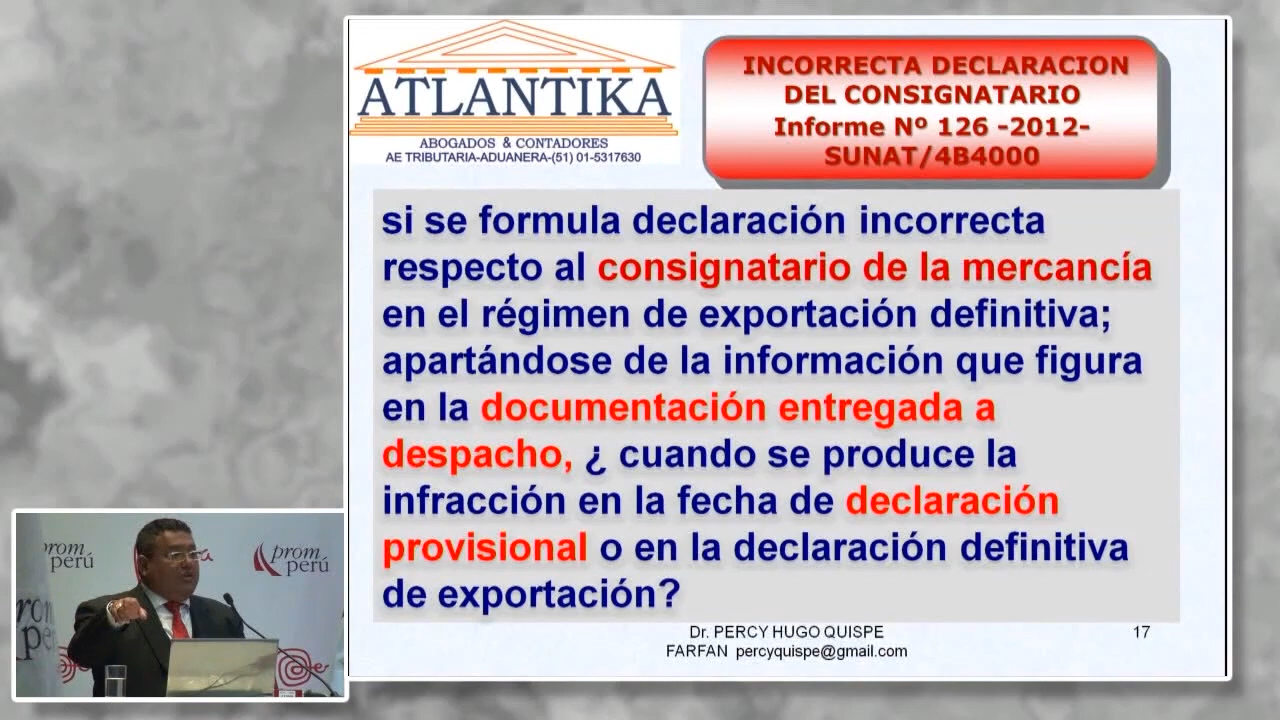 ATLANTIKA
ABOGADOS & CONTADORES
AE TRIBUTARIA-ADUANERA-(51) 01-5317630
INCORRECTA DECLARACION
DEL CONSIGNATARIO
Informe Nº 126 -2012-
SUNAT/4B4000
si se formula declaración incorrecta
respecto al consignatario de la mercancía
en el régimen de exportación definitiva;
apartándose de la información que figura
en la documentación entregada a
despacho, ¿ cuando se produce la
infracción en la fecha de declaración
provisional o en la declaración definitiva
de exportación?
Dr. PERCY HUGO QUISPE
FARFAN percyquispe@gmail.com
17
prom
perú
prom
perú